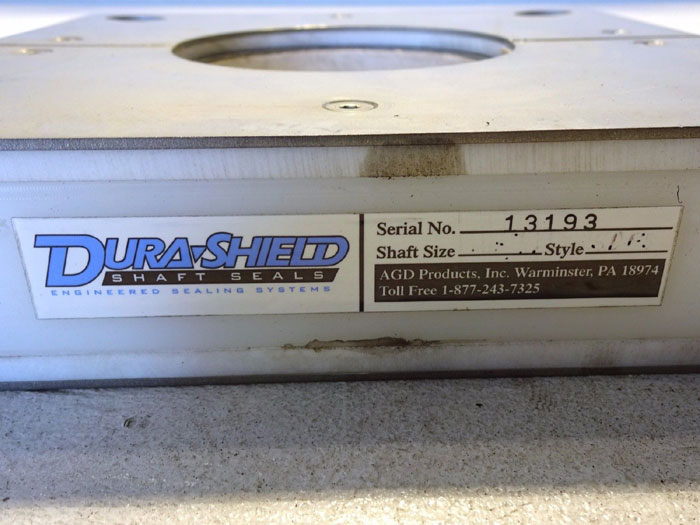 DURA-SHIELD
SHAFT SEALS
ENGINEERED SEALING SYSTEMS
Serial No. 13193
Shaft Size Style
AGD Products, Inc. Warminster, PA 18974
Toll Free 1-877-243-7325